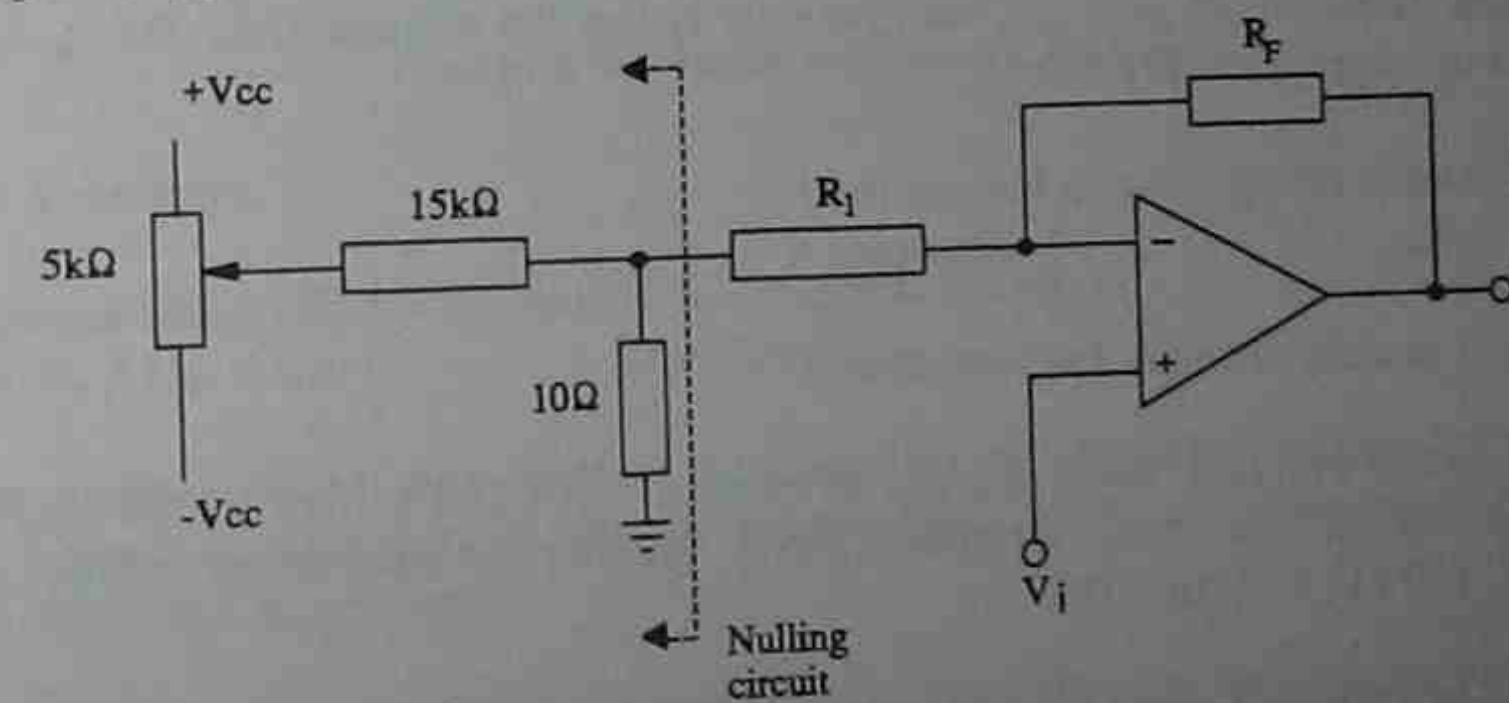 R_F
+Vcc
15kΩ
R_1
5kΩ
−
10Ω
+
-Vcc
V_i
Nulling
circuit